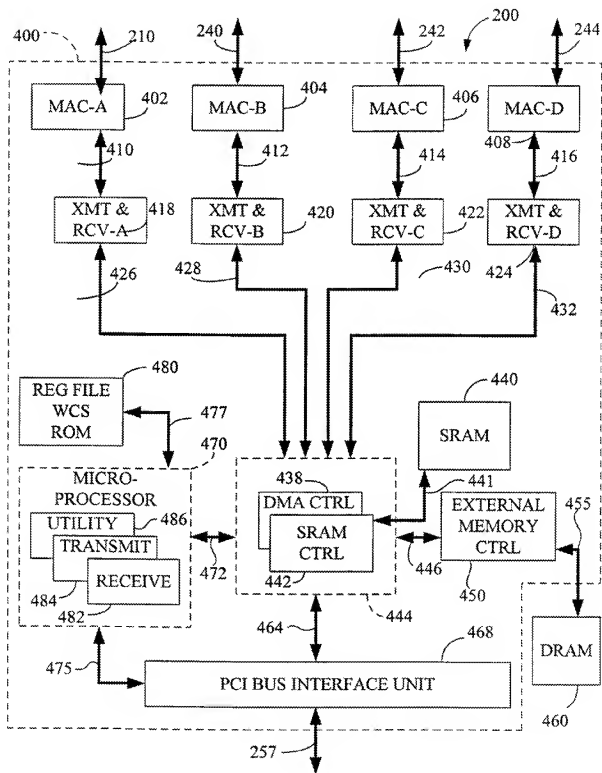 400
210
240
242
200
244
MAC-A
402
MAC-B
404
MAC-C
406
MAC-D
408
410
412
414
416
XMT &
RCV-A
418
XMT &
RCV-B
420
XMT &
RCV-C
422
XMT &
RCV-D
424
426
428
430
432
480
REG FILE
WCS
ROM
477
470
440
SRAM
441
MICRO-
PROCESSOR
UTILITY
486
TRANSMIT
RECEIVE
484
482
438
DMA CTRL
SRAM
CTRL
442
472
444
446
EXTERNAL
MEMORY
CTRL
450
455
464
468
475
PCI BUS INTERFACE UNIT
DRAM
460
257